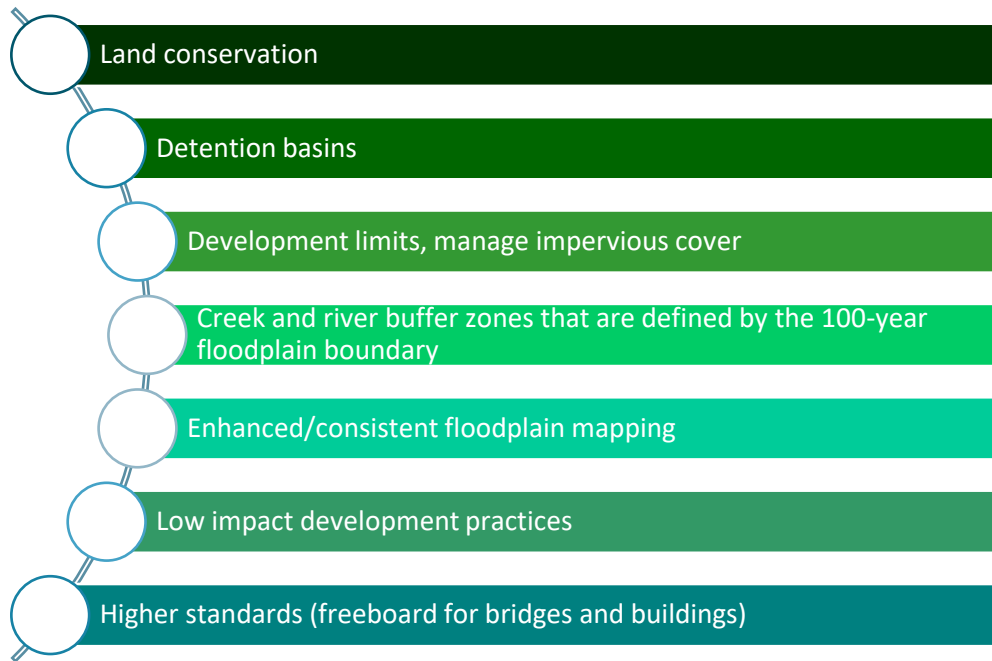 Land conservation
Detention basins
Development limits, manage impervious cover
Creek and river buffer zones that are defined by the 100-year
floodplain boundary
Enhanced/consistent floodplain mapping
Low impact development practices
Higher standards (freeboard for bridges and buildings)